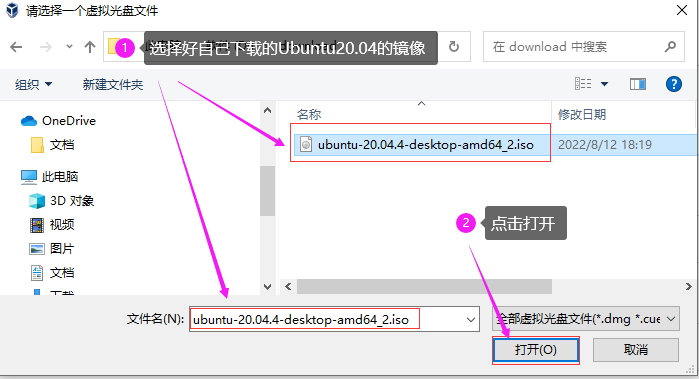 请选择一个虚拟光盘文件
1 选择好自己下载的Ubuntu20.04的镜像
在 download 中搜索
组织 新建文件夹
OneDrive
文档
此电脑
3D 对象
视频
图片
文档
下载
名称 修改日期
ubuntu-20.04.4-desktop-amd64_2.iso 2022/8/12 18:19
2 点击打开
文件名(N): ubuntu-20.04.4-desktop-amd64_2.iso 全部虚拟光盘文件(*.dmg *.cue
打开(O) 取消